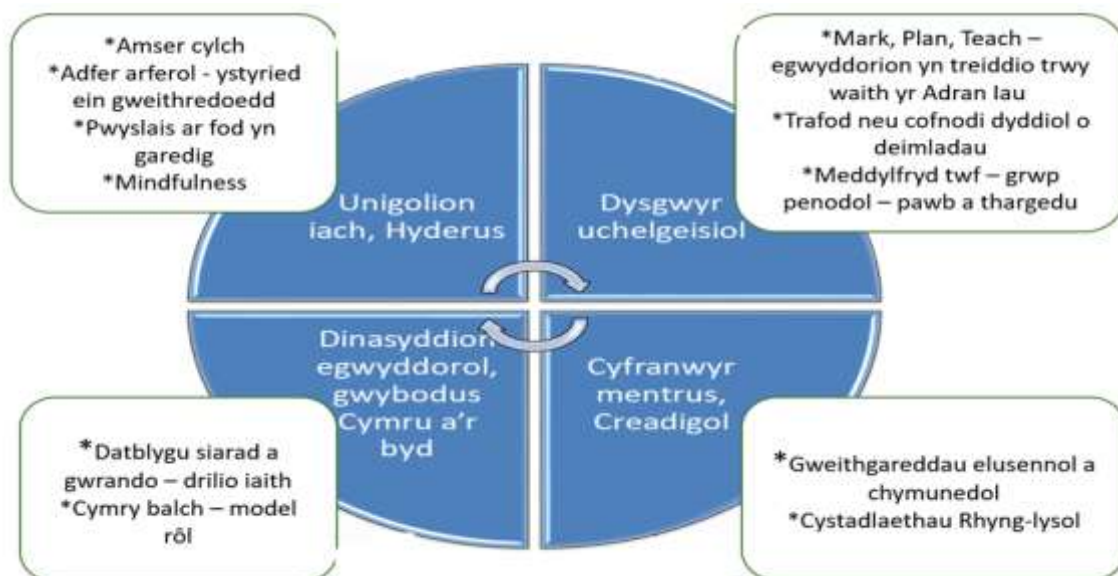 *Amser cylch
*Adfer arferol - ystyried
ein gweithredoedd
*Pwyslais ar fod yn
garedig
*Mindfulness
*Mark, Plan, Teach –
egwyddorion yn treiddio trwy
waith yr Adran Iau
*Trafod neu cofnodi dyddiol o
deimladau
*Meddylfryd twf – grwp
penodol – pawb a thargedu
Unigolion
iach, Hyderus
Dysgwyr
uchelgeisiol
Dinasyddion
egwyddorol,
gwybodus
Cymru a'r
byd
Cyfranwyr
mentrus,
Creadigol
*Datblygu siarad a
gwrando – drilio iaith
*Cymry balch – model
rôl
*Gweithgareddau elusennol a
chymunedol
*Cystadlaethau Rhyng-lysol